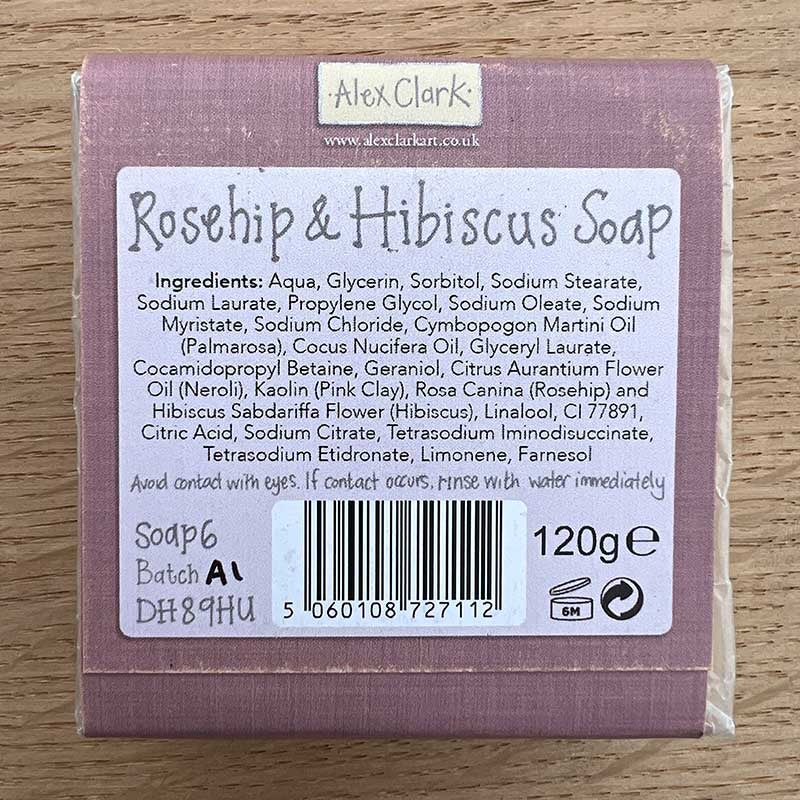 ·Alex Clark·
www.alexclarkart.co.uk
Rosehip & Hibiscus Soap
Ingredients: Aqua, Glycerin, Sorbitol, Sodium Stearate,
Sodium Laurate, Propylene Glycol, Sodium Oleate, Sodium
Myristate, Sodium Chloride, Cymbopogon Martini Oil
(Palmarosa), Cocus Nucifera Oil, Glyceryl Laurate,
Cocamidopropyl Betaine, Geraniol, Citrus Aurantium Flower
Oil (Neroli), Kaolin (Pink Clay), Rosa Canina (Rosehip) and
Hibiscus Sabdariffa Flower (Hibiscus), Linalool, CI 77891,
Citric Acid, Sodium Citrate, Tetrasodium Iminodisuccinate,
Tetrasodium Etidronate, Limonene, Farnesol
Avoid contact with eyes. If contact occurs, rinse with water immediately
Soap6
Batch A1
DH89HU
5 060108 727112
120g e
6M